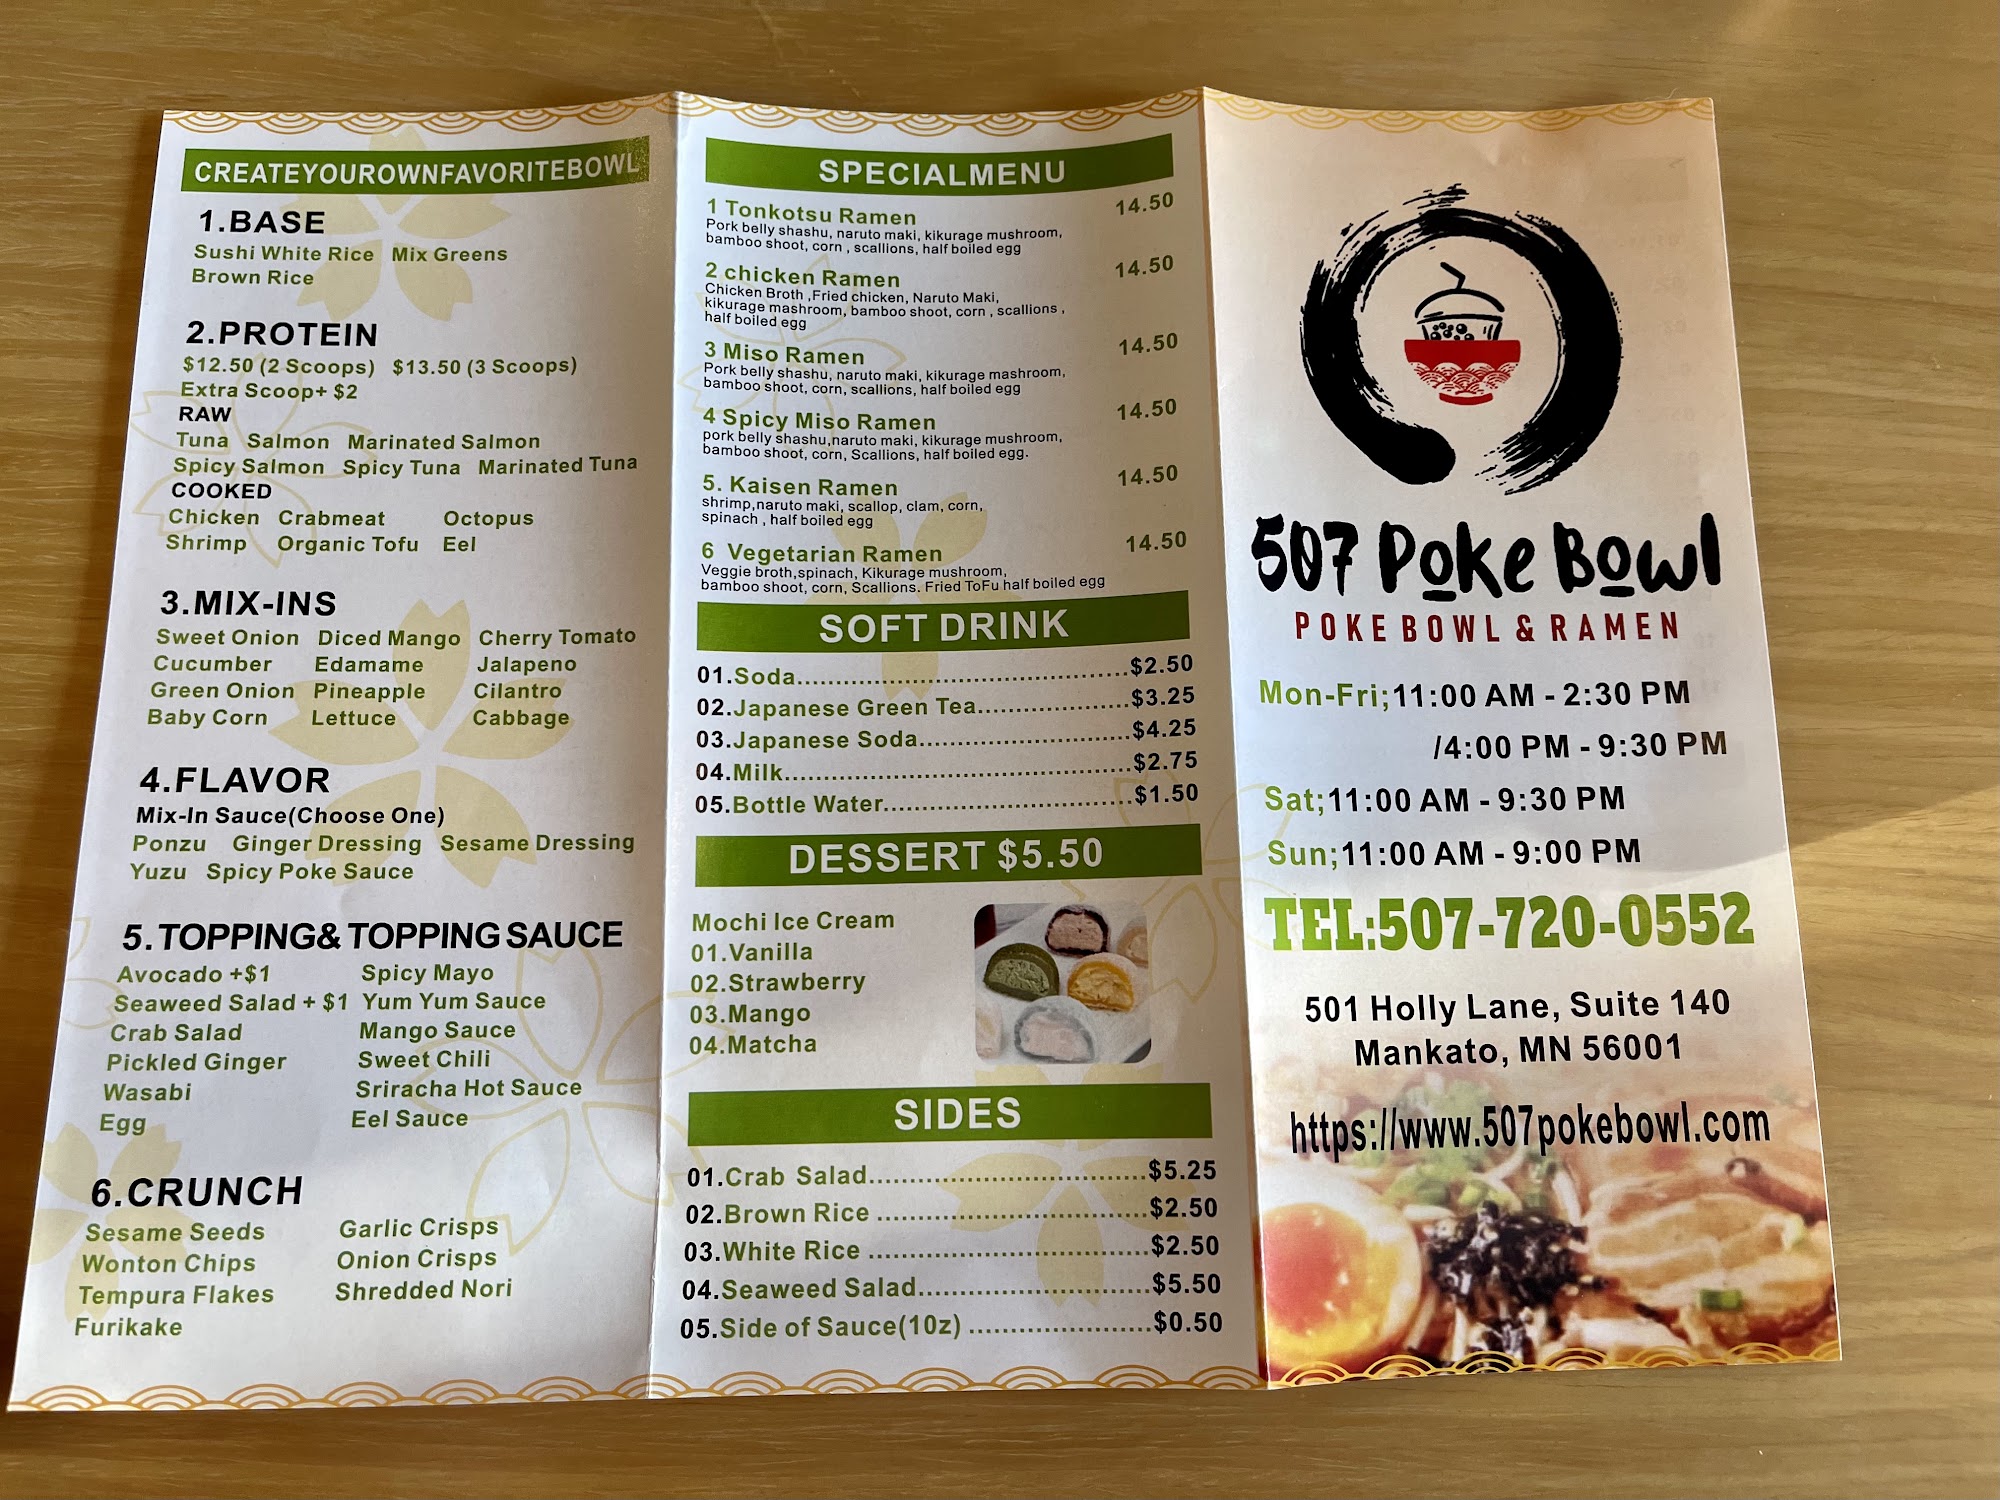 CREATEYOUROWNFAVORITEBOWL
1.BASE
Sushi White Rice Mix Greens
Brown Rice
2.PROTEIN
$12.50 (2 Scoops) $13.50 (3 Scoops)
Extra Scoop+ $2
RAW
Tuna Salmon Marinated Salmon
Spicy Salmon Spicy Tuna Marinated Tuna
COOKED
Chicken Crabmeat Octopus
Shrimp Organic Tofu Eel
3.MIX-INS
Sweet Onion Diced Mango Cherry Tomato
Cucumber Edamame Jalapeno
Green Onion Pineapple Cilantro
Baby Corn Lettuce Cabbage
4.FLAVOR
Mix-In Sauce(Choose One)
Ponzu Ginger Dressing Sesame Dressing
Yuzu Spicy Poke Sauce
5.TOPPING& TOPPING SAUCE
Avocado +$1 Spicy Mayo
Seaweed Salad + $1 Yum Yum Sauce
Crab Salad Mango Sauce
Pickled Ginger Sweet Chili
Wasabi Sriracha Hot Sauce
Egg Eel Sauce
6.CRUNCH
Sesame Seeds Garlic Crisps
Wonton Chips Onion Crisps
Tempura Flakes Shredded Nori
Furikake
SPECIALMENU
1 Tonkotsu Ramen 14.50
Pork belly shashu, naruto maki, kikurage mushroom,
bamboo shoot, corn , scallions, half boiled egg
2 chicken Ramen 14.50
Chicken Broth ,Fried chicken, Naruto Maki,
kikurage mashroom, bamboo shoot, corn , scallions ,
half boiled egg
3 Miso Ramen 14.50
Pork belly shashu, naruto maki, kikurage mashroom,
bamboo shoot, corn, scallions, half boiled egg
4 Spicy Miso Ramen 14.50
pork belly shashu,naruto maki, kikurage mushroom,
bamboo shoot, corn, Scallions, half boiled egg.
5. Kaisen Ramen 14.50
shrimp,naruto maki, scallop, clam, corn,
spinach , half boiled egg
6 Vegetarian Ramen 14.50
Veggie broth,spinach, Kikurage mushroom,
bamboo shoot, corn, Scallions. Fried ToFu half boiled egg
SOFT DRINK
01.Soda........................................$2.50
02.Japanese Green Tea....................$3.25
03.Japanese Soda...........................$4.25
04.Milk..........................................$2.75
05.Bottle Water................................$1.50
DESSERT $5.50
Mochi Ice Cream
01.Vanilla
02.Strawberry
03.Mango
04.Matcha
SIDES
01.Crab Salad.................................$5.25
02.Brown Rice ................................$2.50
03.White Rice .................................$2.50
04.Seaweed Salad...........................$5.50
05.Side of Sauce(10z) ......................$0.50
507 Poke Bowl
POKE BOWL & RAMEN
Mon-Fri;11:00 AM - 2:30 PM
/4:00 PM - 9:30 PM
Sat;11:00 AM - 9:30 PM
Sun;11:00 AM - 9:00 PM
TEL:507-720-0552
501 Holly Lane, Suite 140
Mankato, MN 56001
https://www.507pokebowl.com